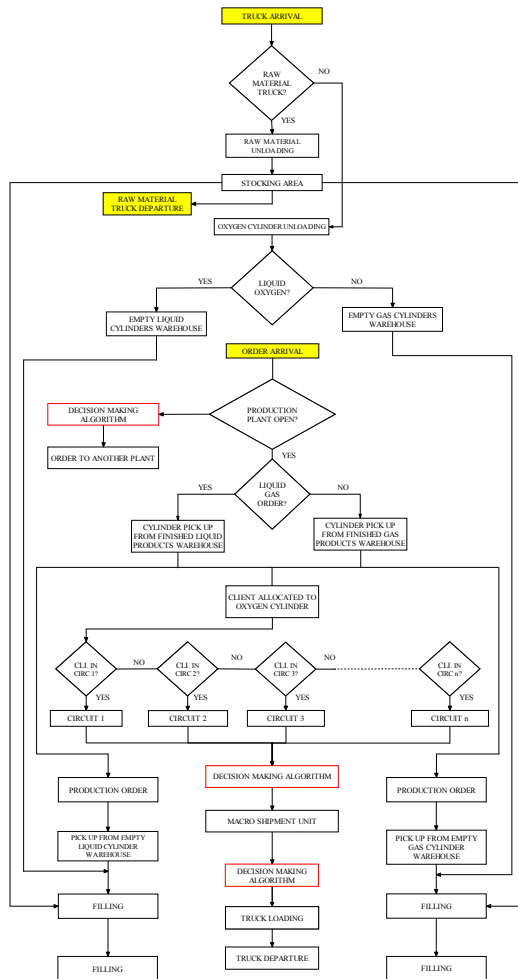 TRUCK ARRIVAL
RAW
MATERIAL
TRUCK?
NO
YES
RAW MATERIAL
UNLOADING
STOCKING AREA
RAW MATERIAL
TRUCK DEPARTURE
OXYGEN CYLINDER UNLOADING
LIQUID
OXYGEN?
YES
NO
EMPTY LIQUID
CYLINDERS WAREHOUSE
EMPTY GAS CYLINDERS
WAREHOUSE
ORDER ARRIVAL
PRODUCTION
PLANT OPEN?
DECISION MAKING
ALGORITHM
ORDER TO ANOTHER PLANT
YES
LIQUID
GAS
ORDER?
YES
NO
CYLINDER PICK UP
FROM FINISHED LIQUID
PRODUCTS WAREHOUSE
CYLINDER PICK UP
FROM FINISHED GAS
PRODUCTS WAREHOUSE
CLIENT ALLOCATED TO
OXYGEN CYLINDER
CLI. IN
CIRC 1?
NO
CLI. IN
CIRC 2?
NO
CLI. IN
CIRC 3?
NO
CLI. IN
CIRC n?
YES
YES
YES
YES
CIRCUIT 1
CIRCUIT 2
CIRCUIT 3
CIRCUIT n
DECISION MAKING ALGORITHM
PRODUCTION ORDER
PRODUCTION ORDER
MACRO SHIPMENT UNIT
PICK UP FROM EMPTY
LIQUID CYLINDER
WAREHOUSE
PICK UP FROM EMPTY
GAS CYLINDER
WAREHOUSE
DECISION MAKING
ALGORITHM
FILLING
TRUCK LOADING
FILLING
TRUCK DEPARTURE
FILLING
FILLING